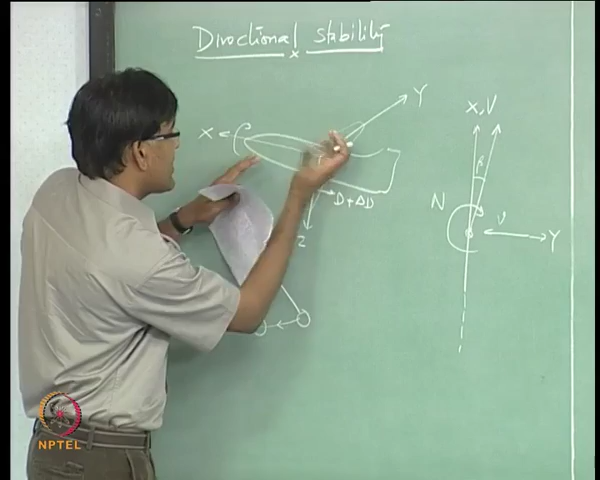 Directional stability
X
Y
D + ΔD
Z
X, V
β
N
v
Y
NPTEL